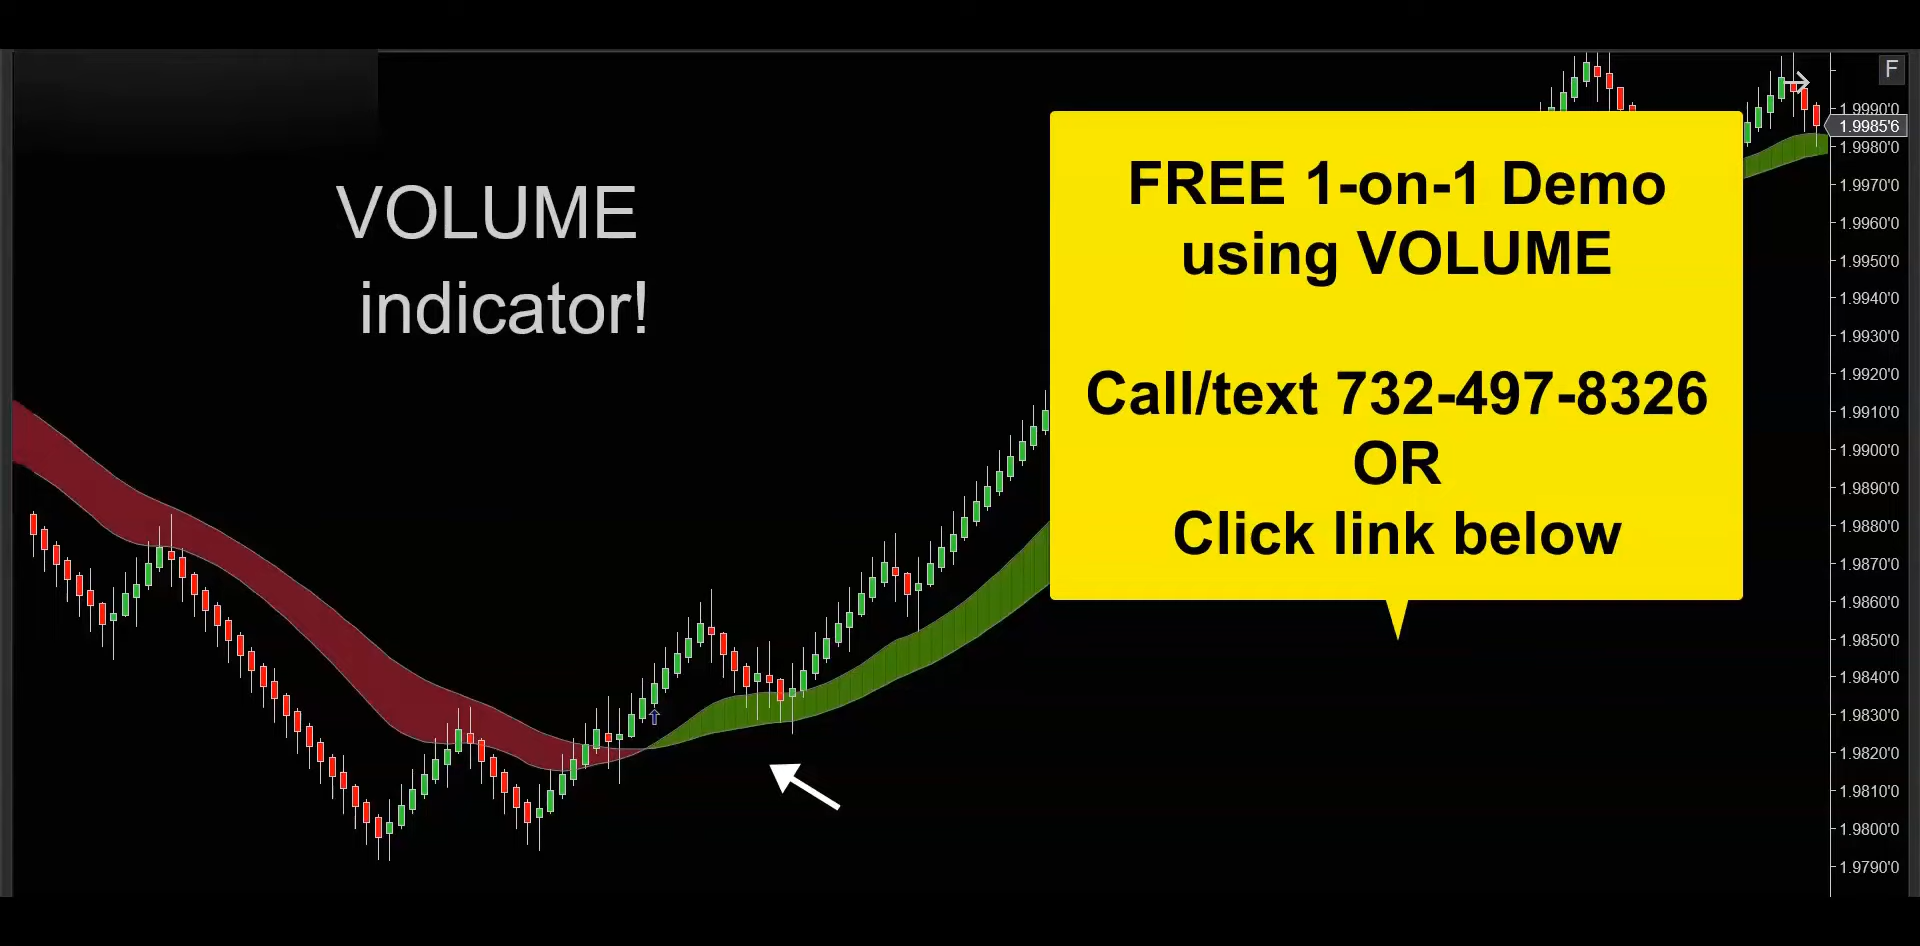 VOLUME
indicator!
FREE 1-on-1 Demo
using VOLUME
Call/text 732-497-8326
OR
Click link below
F
1.9990'0
1.9985'6
1.9980'0
1.9970'0
1.9960'0
1.9950'0
1.9940'0
1.9930'0
1.9920'0
1.9910'0
1.9900'0
1.9890'0
1.9880'0
1.9870'0
1.9860'0
1.9850'0
1.9840'0
1.9830'0
1.9820'0
1.9810'0
1.9800'0
1.9790'0